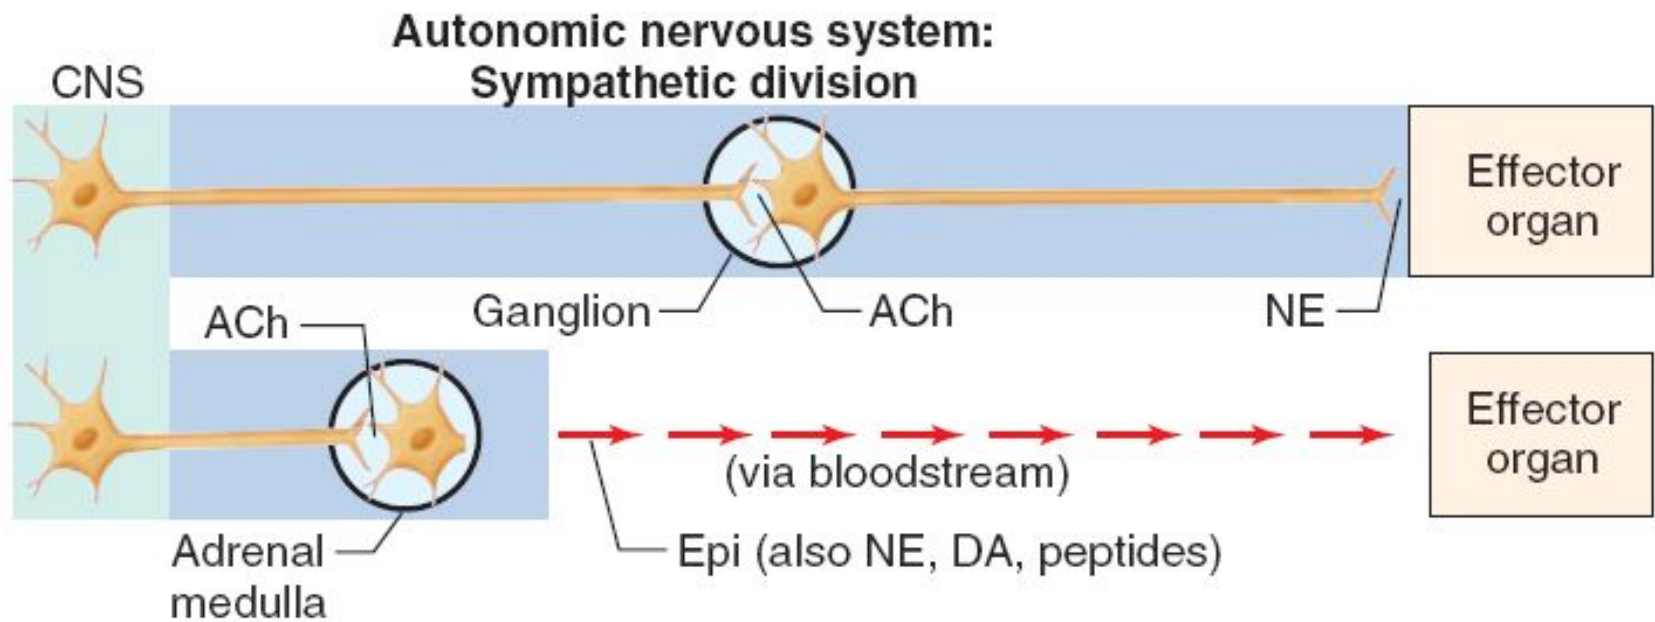 Autonomic nervous system:
Sympathetic division
CNS
Effector
organ
Ganglion
ACh
NE
ACh
Effector
organ
(via bloodstream)
Adrenal
medulla
Epi (also NE, DA, peptides)